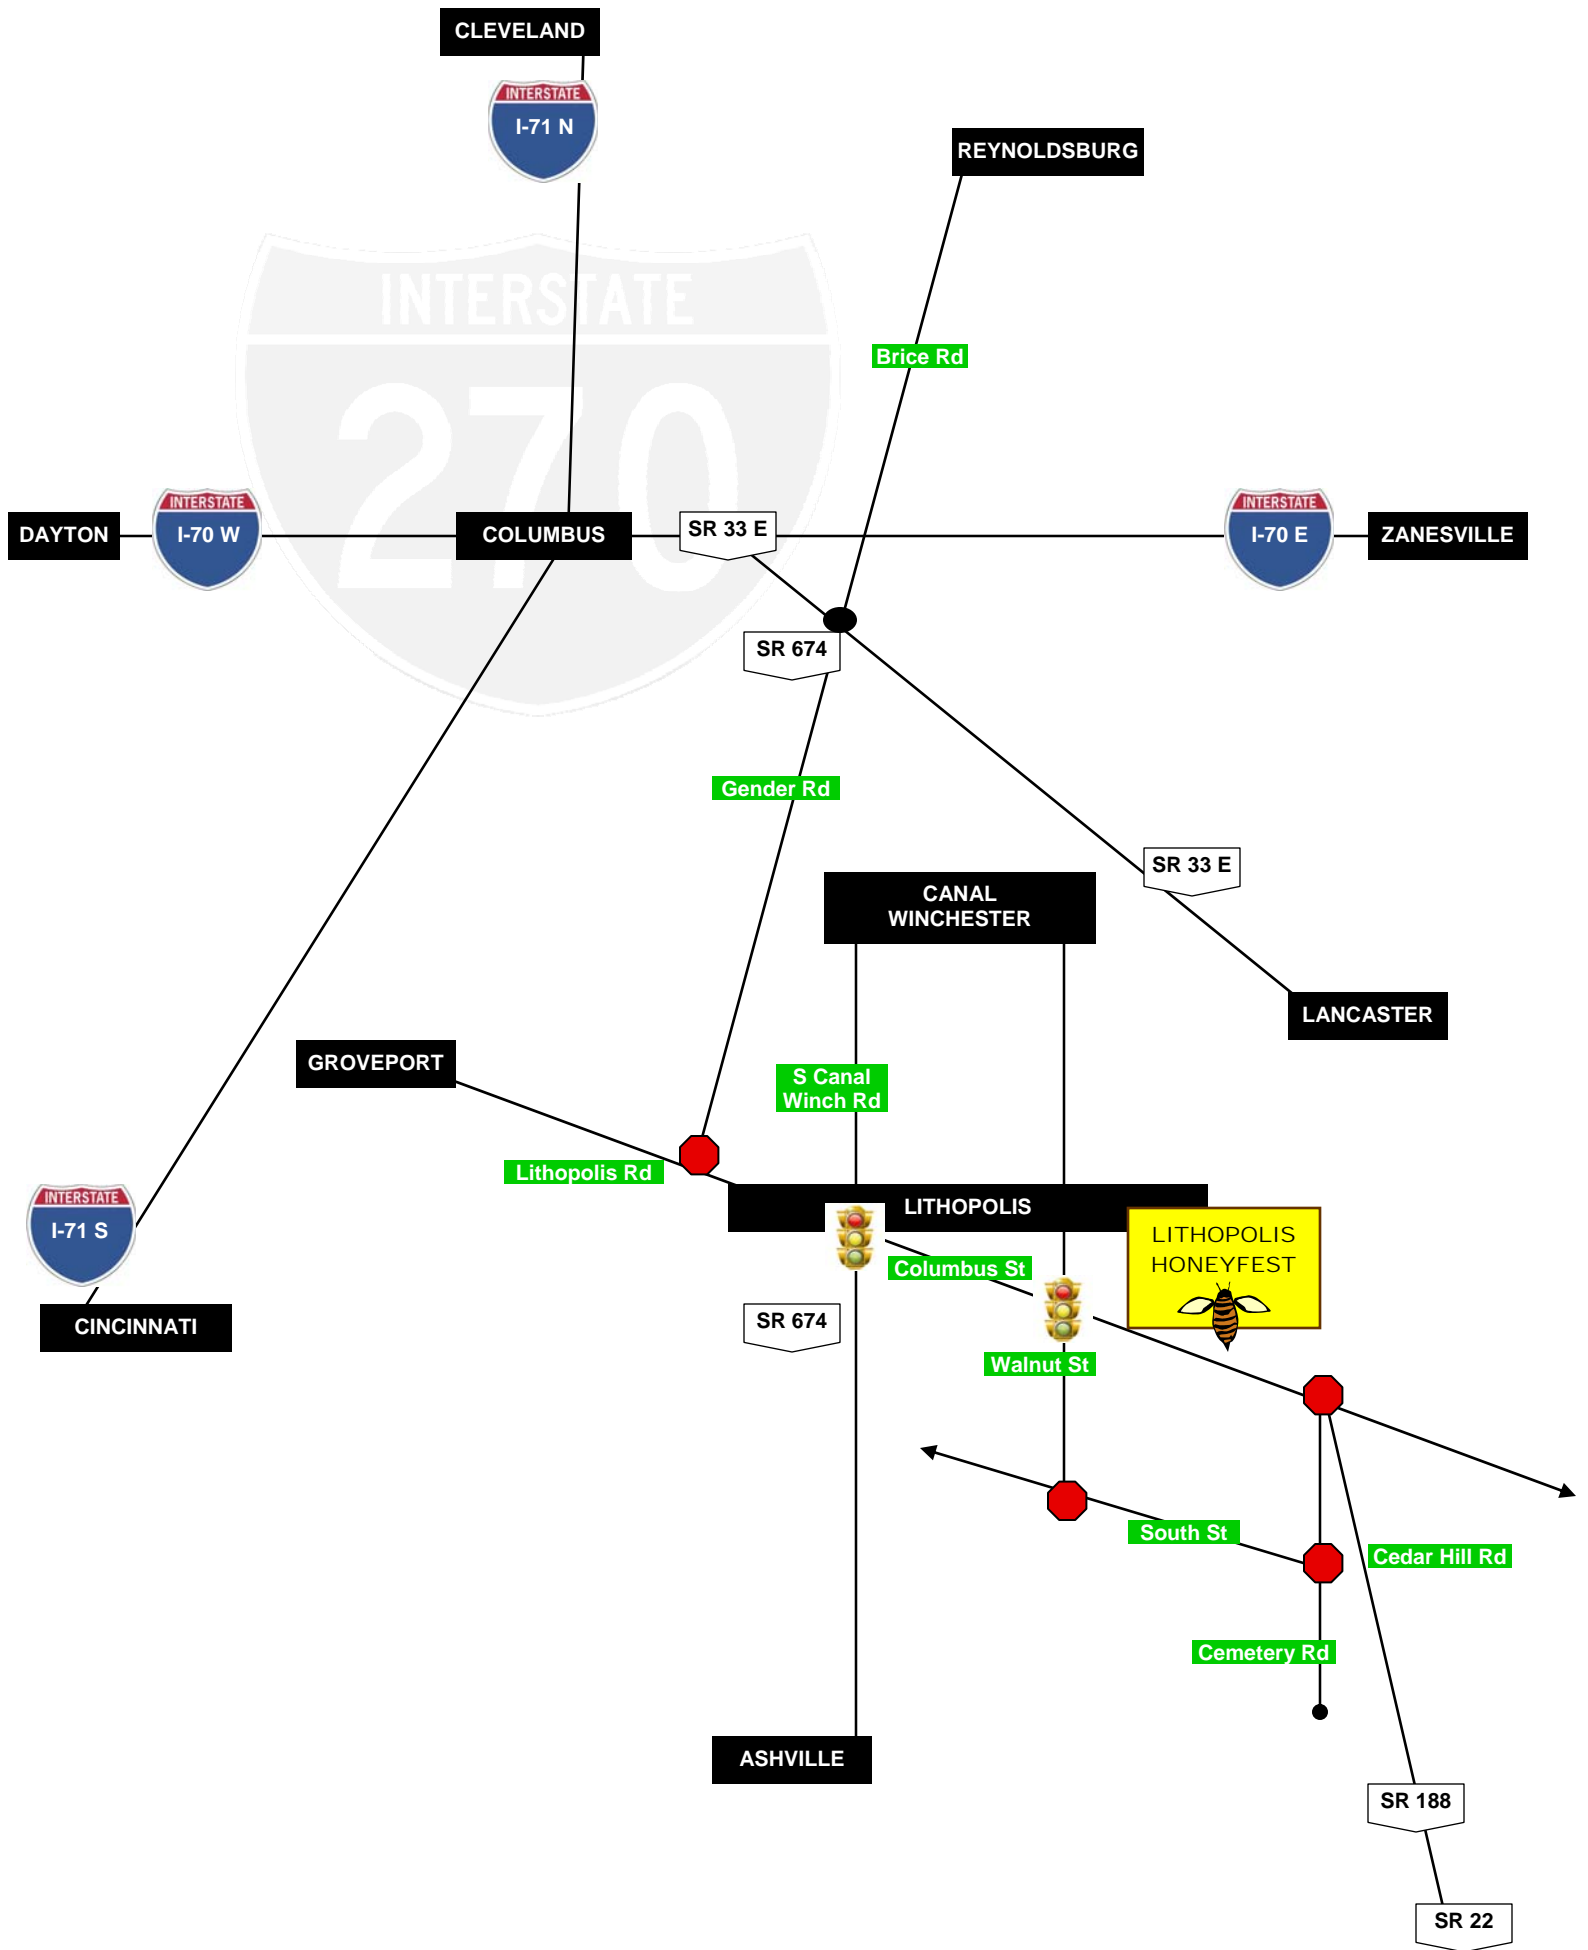 CLEVELAND
INTERSTATE
I-71 N
REYNOLDSBURG
INTERSTATE
270
Brice Rd
DAYTON
INTERSTATE
I-70 W
COLUMBUS
SR 33 E
INTERSTATE
I-70 E
ZANESVILLE
SR 674
Gender Rd
SR 33 E
CANAL
WINCHESTER
LANCASTER
GROVEPORT
S Canal
Winch Rd
Lithopolis Rd
LITHOPOLIS
INTERSTATE
I-71 S
LITHOPOLIS
HONEYFEST
Columbus St
CINCINNATI
SR 674
Walnut St
South St
Cedar Hill Rd
Cemetery Rd
ASHVILLE
SR 188
SR 22